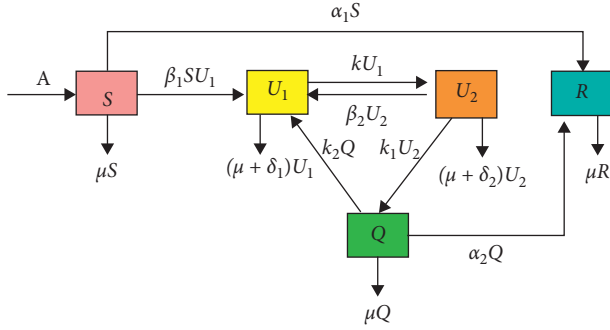 α₁S
A
S
β₁SU₁
U₁
kU₁
β₂U₂
U₂
R
μS
(μ + δ₁)U₁
k₂Q
k₁U₂
(μ + δ₂)U₂
μR
Q
α₂Q
μQ